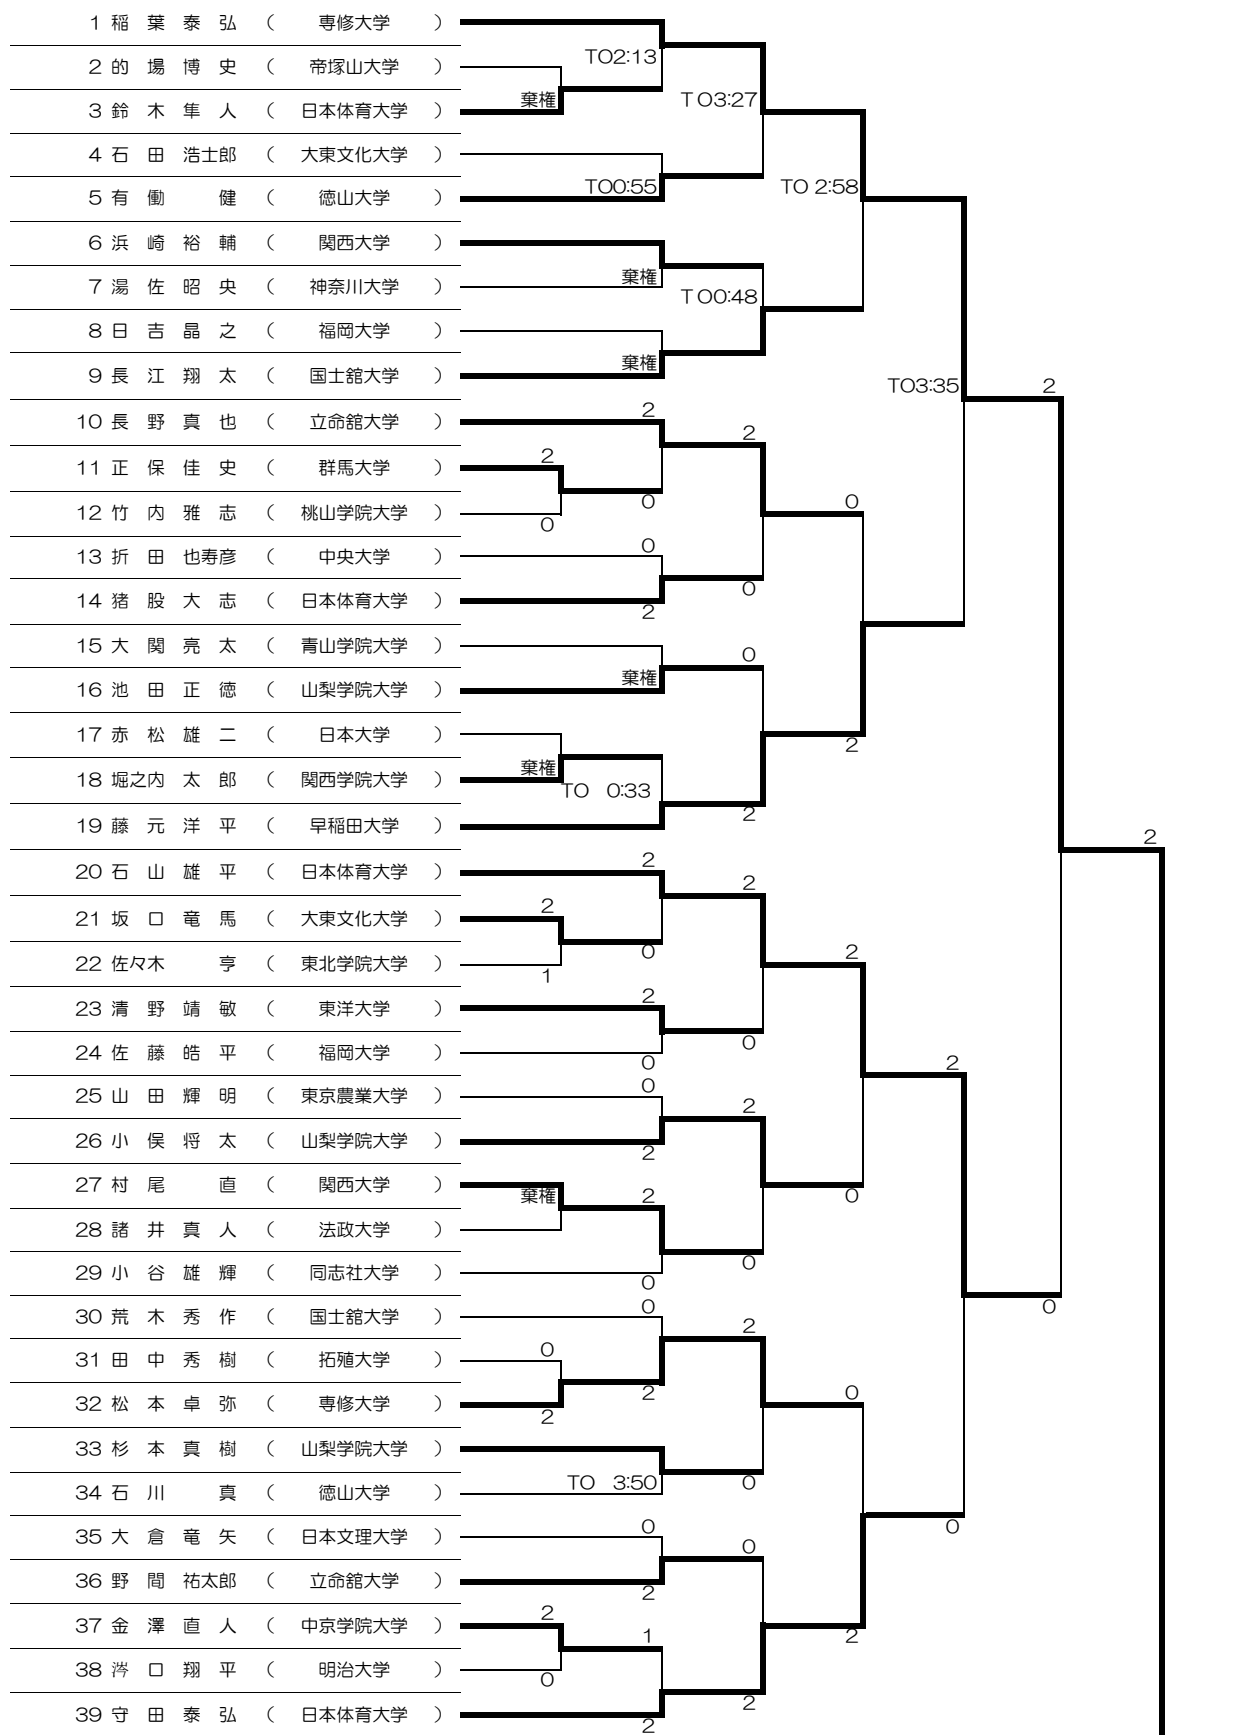 1 稲 葉 泰 弘 （ 専修大学 ）
TO2:13
2 的 場 博 史 （ 帝塚山大学 ）
棄権
TO3:27
3 鈴 木 隼 人 （ 日本体育大学 ）
4 石 田 浩士郎 （ 大東文化大学 ）
TO0:55
TO 2:58
5 有 働 健 （ 徳山大学 ）
6 浜 崎 裕 輔 （ 関西大学 ）
棄権
7 湯 佐 昭 央 （ 神奈川大学 ）
TO0:48
8 日 吉 晶 之 （ 福岡大学 ）
棄権
9 長 江 翔 太 （ 国士舘大学 ）
TO3:35
2
2
10 長 野 真 也 （ 立命舘大学 ）
2
2
11 正 保 佳 史 （ 群馬大学 ）
0
0
12 竹 内 雅 志 （ 桃山学院大学 ）
0
0
13 折 田 也寿彦 （ 中央大学 ）
0
14 猪 股 大 志 （ 日本体育大学 ）
2
15 大 関 亮 太 （ 青山学院大学 ）
0
棄権
16 池 田 正 徳 （ 山梨学院大学 ）
17 赤 松 雄 二 （ 日本大学 ）
2
棄権
18 堀之内 太 郎 （ 関西学院大学 ）
TO 0:33
2
19 藤 元 洋 平 （ 早稲田大学 ）
2
2
20 石 山 雄 平 （ 日本体育大学 ）
2
2
21 坂 口 竜 馬 （ 大東文化大学 ）
0
2
22 佐々木 亨 （ 東北学院大学 ）
1
2
23 清 野 靖 敏 （ 東洋大学 ）
0
24 佐 藤 皓 平 （ 福岡大学 ）
0
2
0
25 山 田 輝 明 （ 東京農業大学 ）
2
26 小 俣 将 太 （ 山梨学院大学 ）
2
27 村 尾 直 （ 関西大学 ）
棄権
2
0
28 諸 井 真 人 （ 法政大学 ）
0
29 小 谷 雄 輝 （ 同志社大学 ）
0
0
0
30 荒 木 秀 作 （ 国士舘大学 ）
2
0
31 田 中 秀 樹 （ 拓殖大学 ）
2
0
32 松 本 卓 弥 （ 専修大学 ）
2
33 杉 本 真 樹 （ 山梨学院大学 ）
TO 3:50
0
34 石 川 真 （ 徳山大学 ）
0
0
35 大 倉 竜 矢 （ 日本文理大学 ）
0
36 野 間 祐太郎 （ 立命舘大学 ）
2
2
37 金 澤 直 人 （ 中京学院大学 ）
1
2
38 口 翔 平 （ 明治大学 ）
0
2
39 守 田 泰 弘 （ 日本体育大学 ）
2